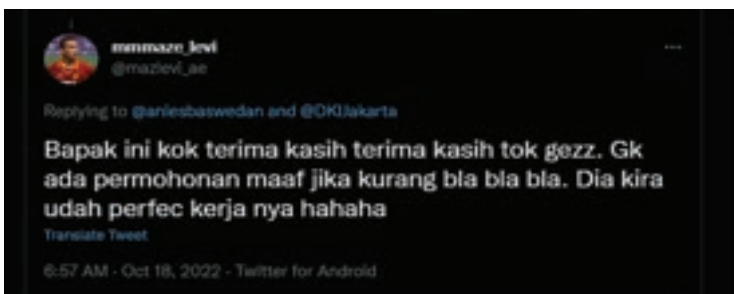 mmmaze_levi
@mazlevi_ae
Replying to @aniesbaswedan and @DKIJakarta
Bapak ini kok terima kasih terima kasih tok gezz. Gk
ada permohonan maaf jika kurang bla bla bla. Dia kira
udah perfec kerja nya hahaha
Translate Tweet
6:57 AM · Oct 18, 2022 · Twitter for Android